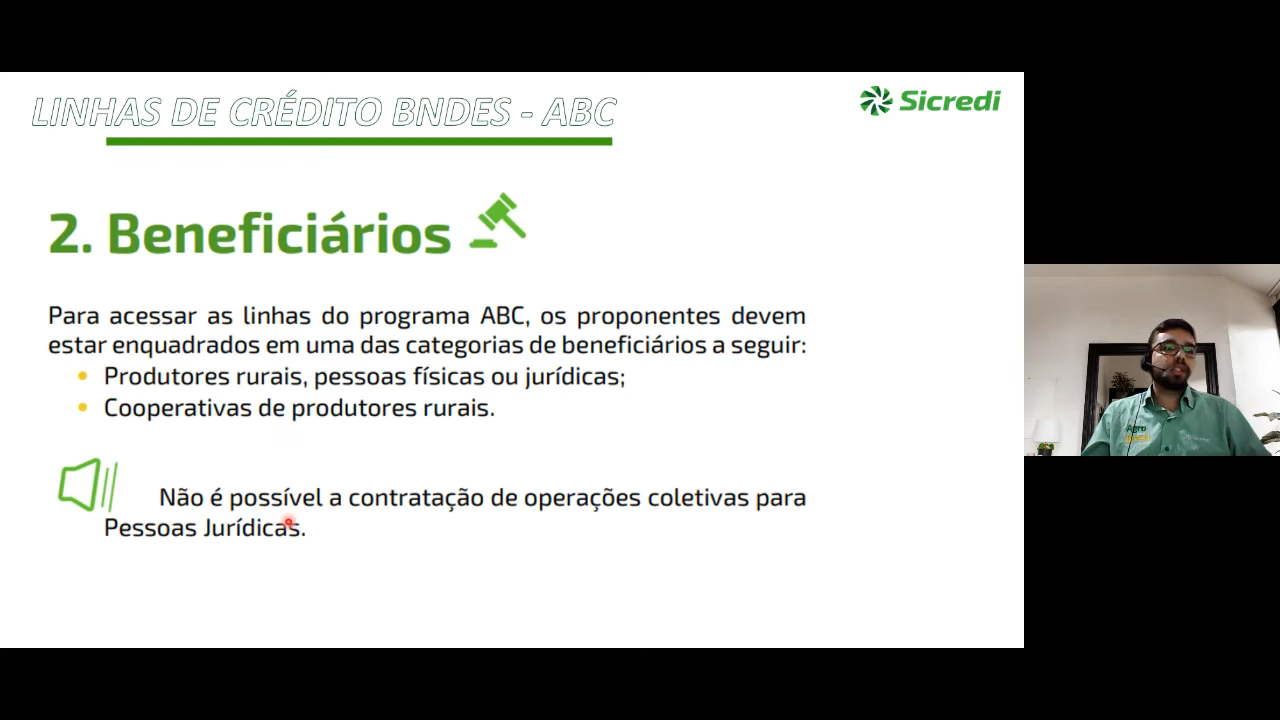 LINHAS DE CRÉDITO BNDES - ABC
Sicredi
2. Beneficiários
Para acessar as linhas do programa ABC, os proponentes devem
estar enquadrados em uma das categorias de beneficiários a seguir:
• Produtores rurais, pessoas físicas ou jurídicas;
• Cooperativas de produtores rurais.
Não é possível a contratação de operações coletivas para
Pessoas Jurídicas.
Agro